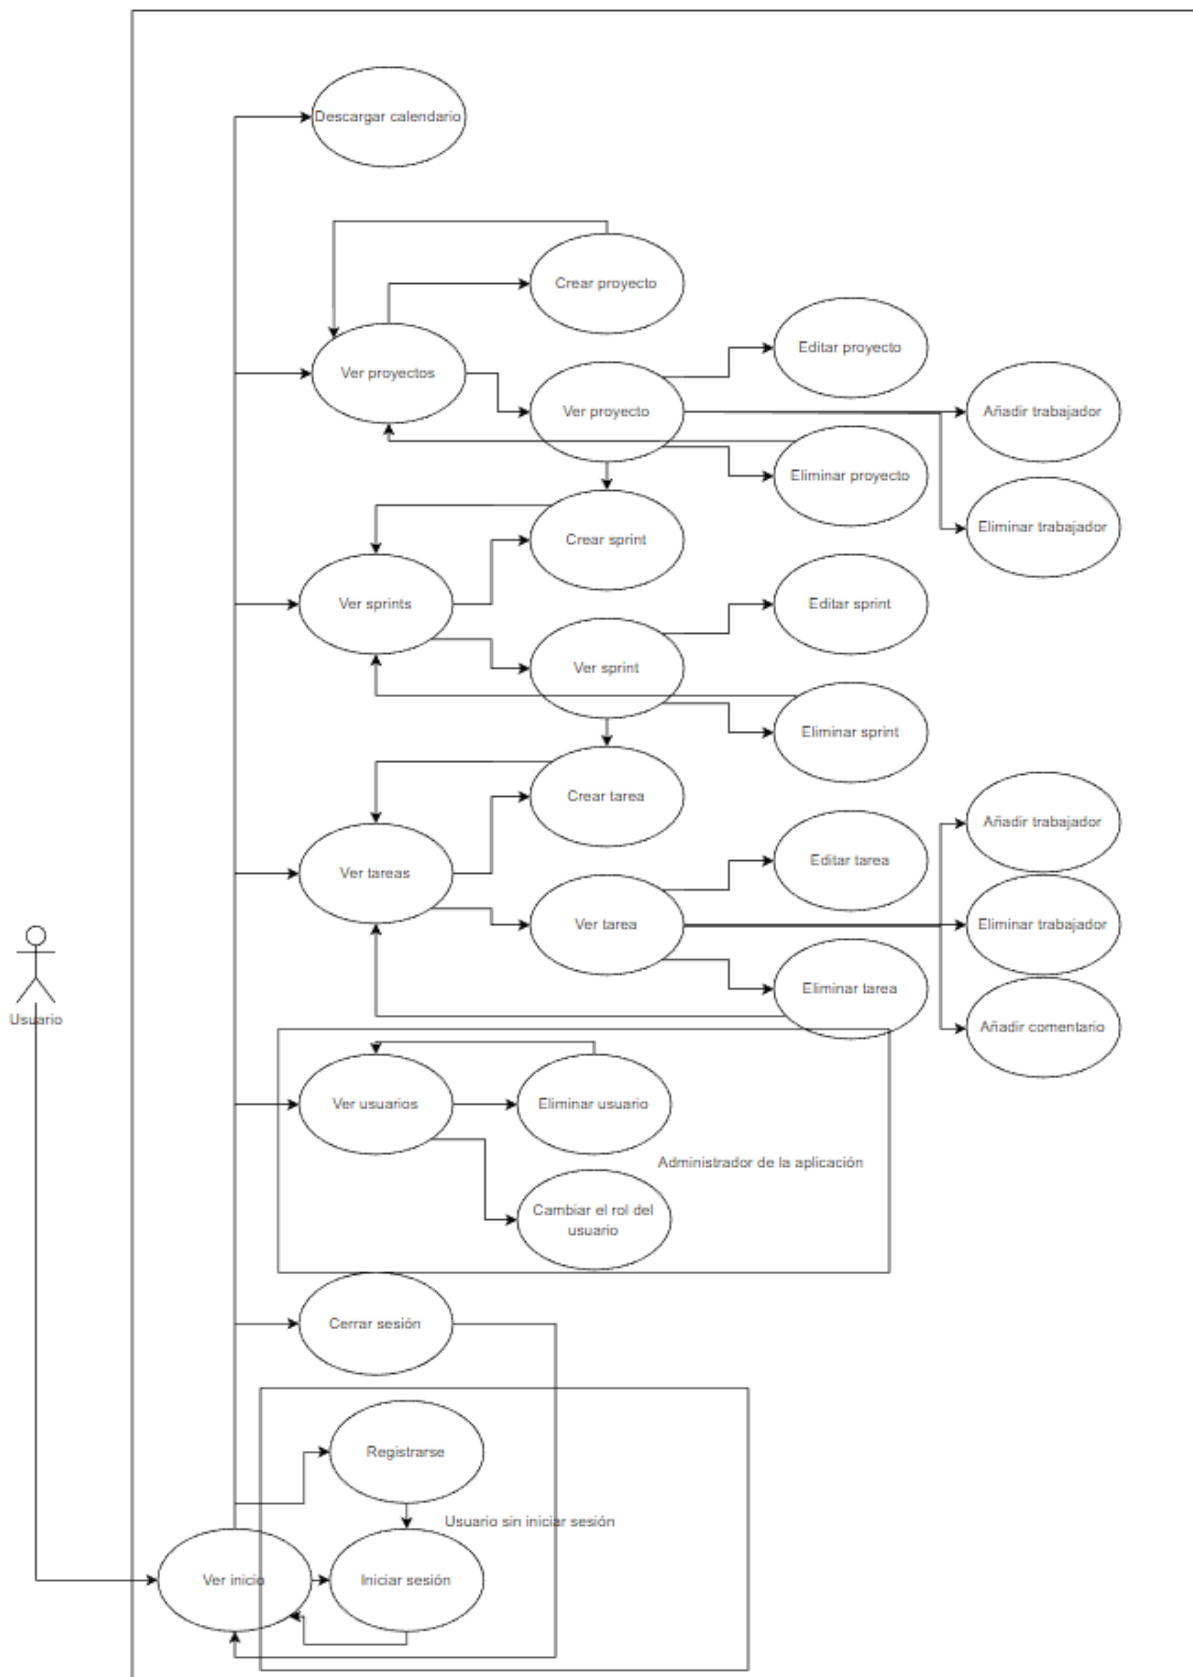 Descargar calendario
Crear proyecto
Editar proyecto
Ver proyectos
Ver proyecto
Añadir trabajador
Eliminar proyecto
Eliminar trabajador
Crear sprint
Ver sprints
Editar sprint
Ver sprint
Eliminar sprint
Crear tarea
Añadir trabajador
Editar tarea
Ver tareas
Ver tarea
Eliminar trabajador
Eliminar tarea
Usuario
Añadir comentario
Ver usuarios
Eliminar usuario
Administrador de la aplicación
Cambiar el rol del
usuario
Cerrar sesión
Registrarse
Usuario sin iniciar sesión
Ver inicio
Iniciar sesión